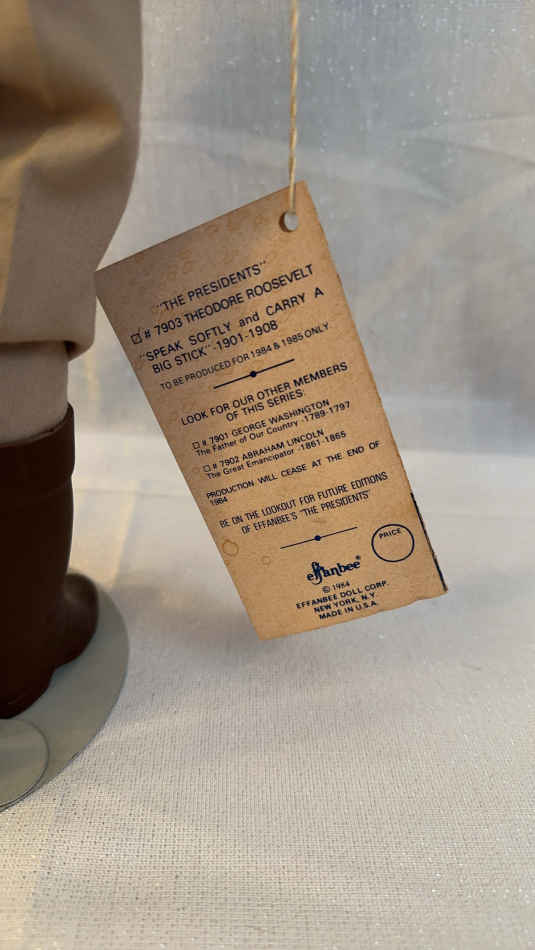 "THE PRESIDENTS"
# 7903 THEODORE ROOSEVELT
"SPEAK SOFTLY and CARRY A
BIG STICK" -1901-1908
TO BE PRODUCED FOR 1984 & 1985 ONLY
LOOK FOR OUR OTHER MEMBERS
OF THIS SERIES:
# 7901 GEORGE WASHINGTON
The Father of Our Country -1789-1797
# 7902 ABRAHAM LINCOLN
The Great Emancipator -1861-1865
PRODUCTION WILL CEASE AT THE END OF
1984
BE ON THE LOOKOUT FOR FUTURE EDITIONS
OF EFFANBEE'S "THE PRESIDENTS"
PRICE
effanbee®
© 1984
EFFANBEE DOLL CORP.
NEW YORK, N.Y.
MADE IN U.S.A.